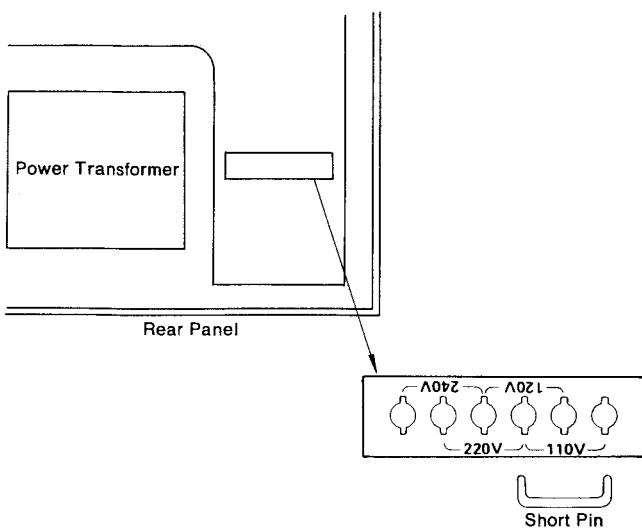 Power Transformer
Rear Panel
240V 120V
220V 110V
Short Pin